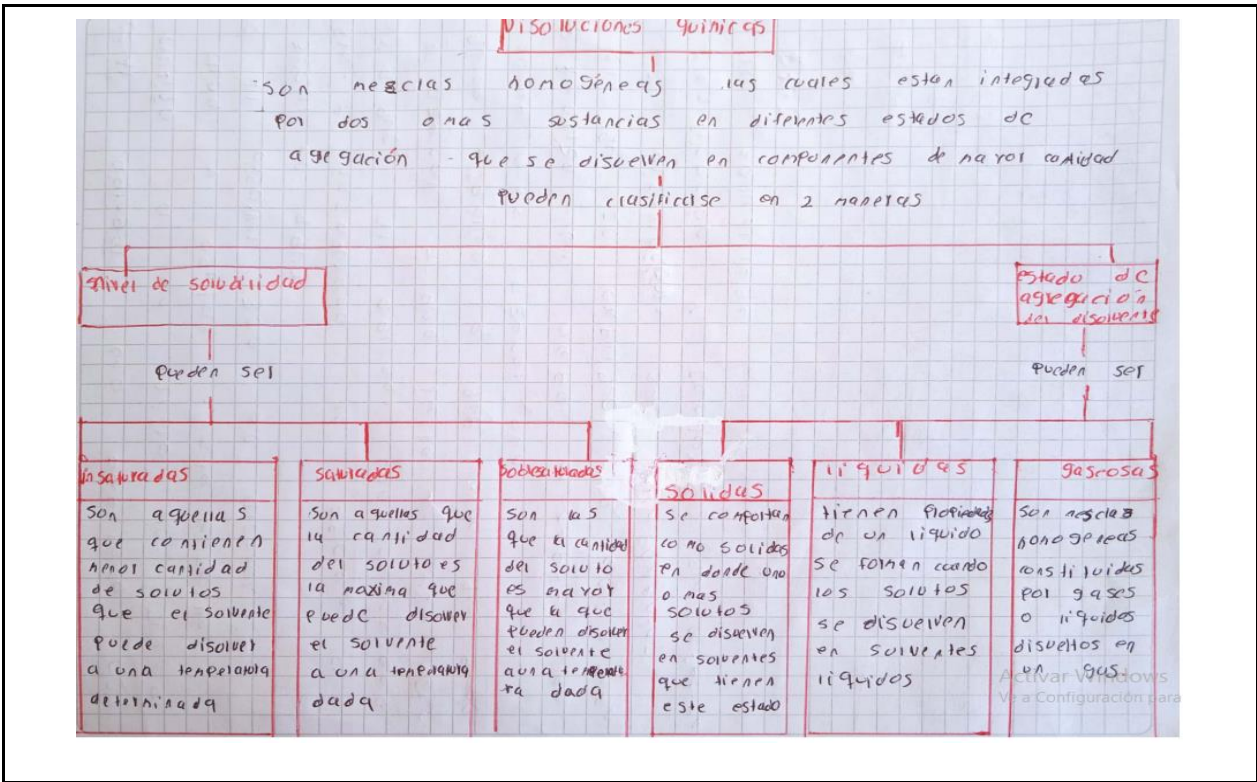 Disoluciones quinicas
son mezclas homogéneas las cuales estan integradas
por dos o mas sustancias en diferentes estados de
agregación que se disuelven en componentes de nayor cantidad
pueden clasificarse en 2 maneras
nivel de solubilidad
estado de
agregación
del disolvente
pueden ser
pueden ser
insaturadas
son aquellas
que contienen
menor cantidad
de solutos
que el solvente
puede disolver
a una temperatura
determinada
saturadas
son aquellas que
la cantidad
del soluto es
la maxima que
puede disolver
el solvente
a una temperatura
dada
sobresaturadas
son las
que la cantidad
del soluto
es mayor
que la que
pueden disolver
el solvente
a una temperatu
ra dada
solidas
se comportan
como solidos
en donde uno
o mas
solutos
se disuelven
en solventes
que tienen
este estado
liquidas
tienen propiedades
de un liquido
se forman cuando
los solutos
se disuelven
en solventes
liquidos
gaseosas
son mesclas
homogeneas
constituidas
por gases
o liquidos
disueltos en
un gas
Activar Windows
Ve a Configuración para